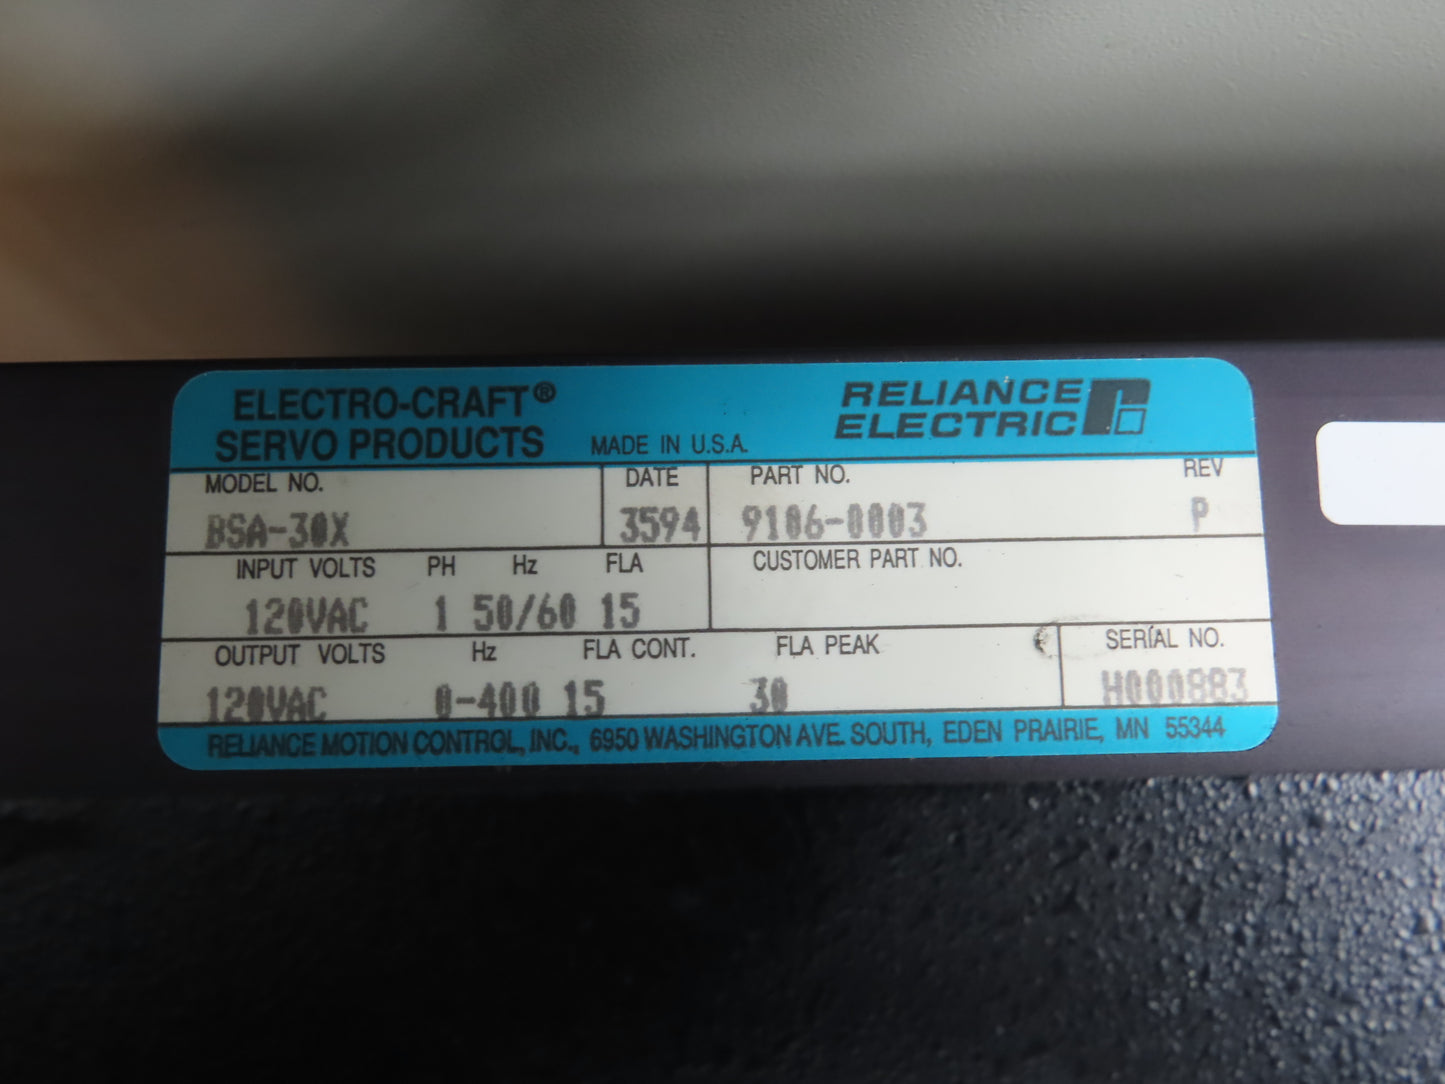 ELECTRO-CRAFT®
SERVO PRODUCTS MADE IN U.S.A.
RELIANCE
ELECTRIC
MODEL NO. DATE PART NO. REV
BSA-30X 3594 9106-0003 P
INPUT VOLTS PH Hz FLA CUSTOMER PART NO.
120VAC 1 50/60 15
OUTPUT VOLTS Hz FLA CONT. FLA PEAK SERIAL NO.
120VAC 0-400 15 30 H000883
RELIANCE MOTION CONTROL, INC., 6950 WASHINGTON AVE. SOUTH, EDEN PRAIRIE, MN 55344